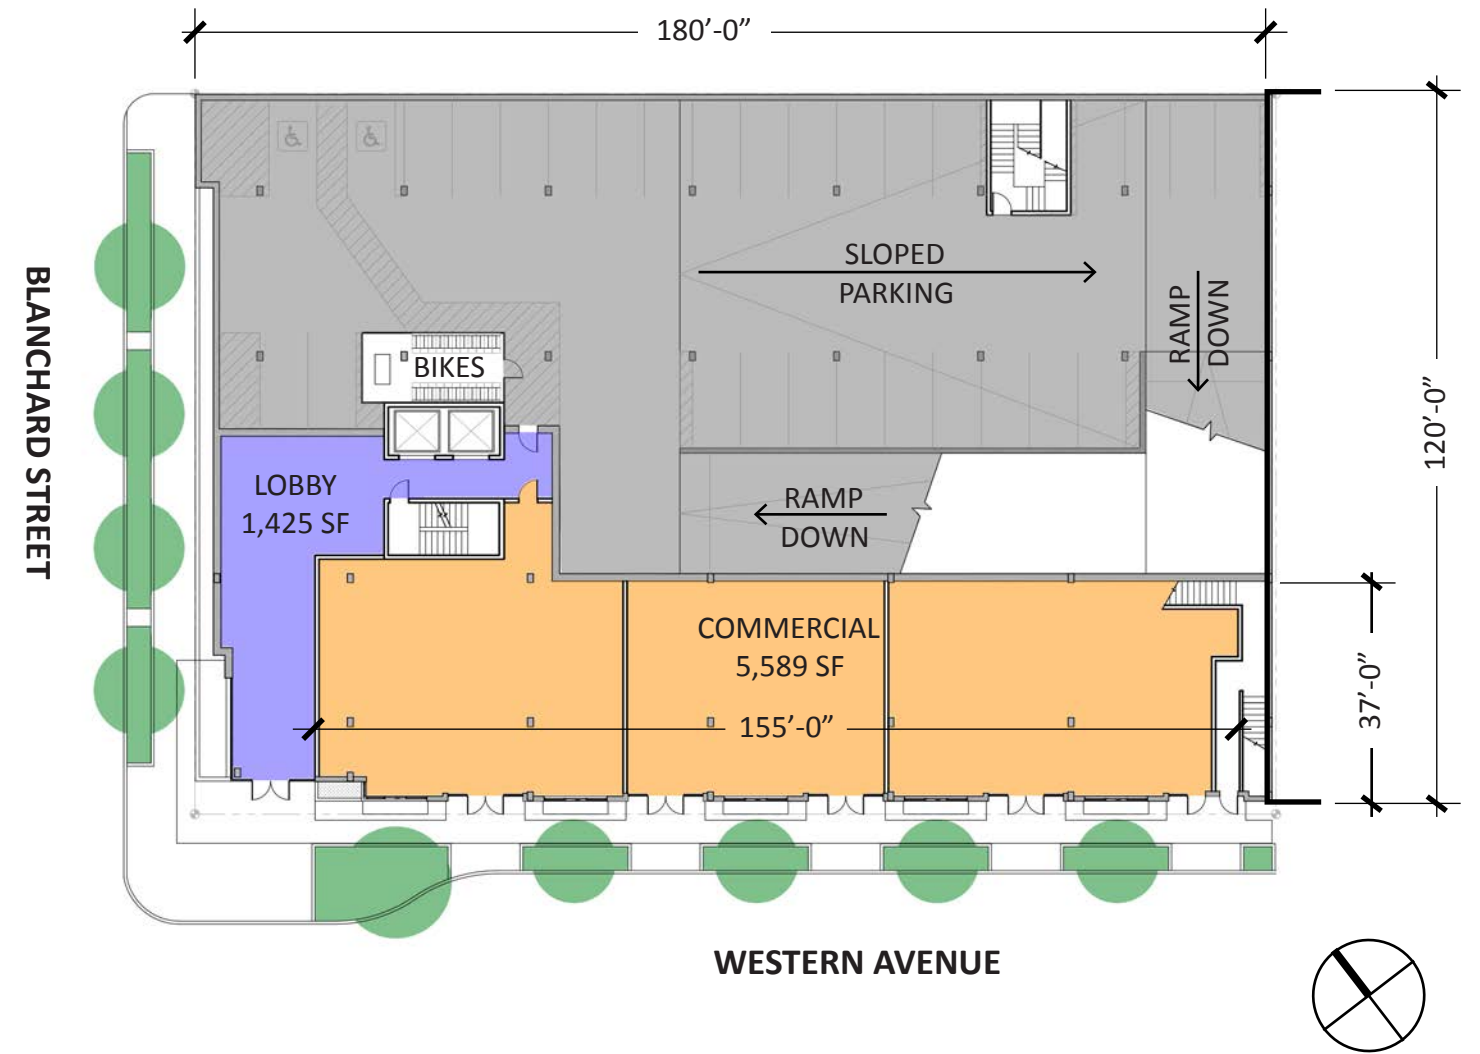 180’-0”
SLOPED
PARKING
RAMP
DOWN
BIKES
BLANCHARD STREET
120’-0”
LOBBY
1,425 SF
RAMP
DOWN
COMMERCIAL
5,589 SF
37’-0”
155’-0”
WESTERN AVENUE